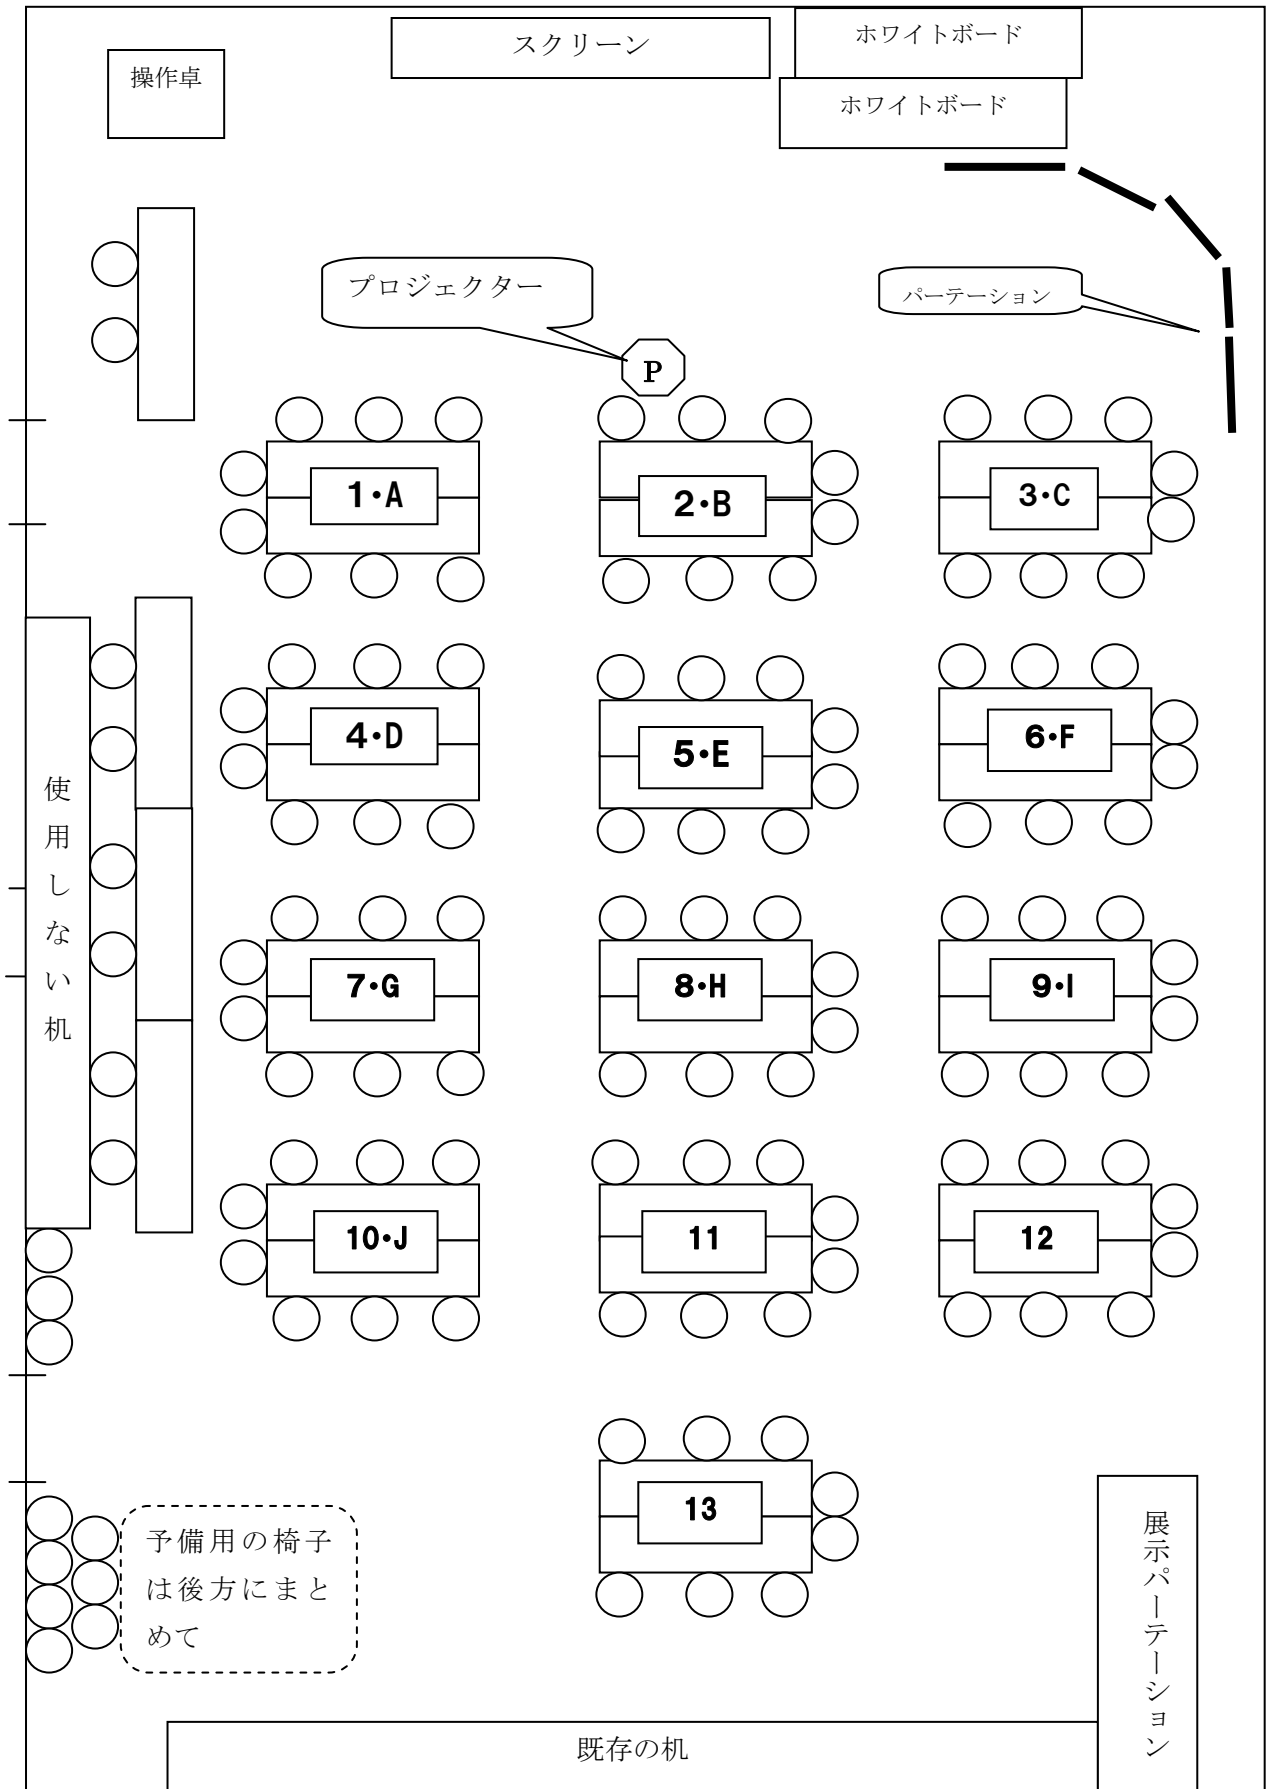 スクリーン
ホワイトボード
操作卓
ホワイトボード
プロジェクター
パーテーション
P
1・A
2・B
3・C
4・D
5・E
6・F
使用しない机
7・G
8・H
9・I
10・J
11
12
13
予備用の椅子
は後方にまと
めて
展示パーテーション
既存の机